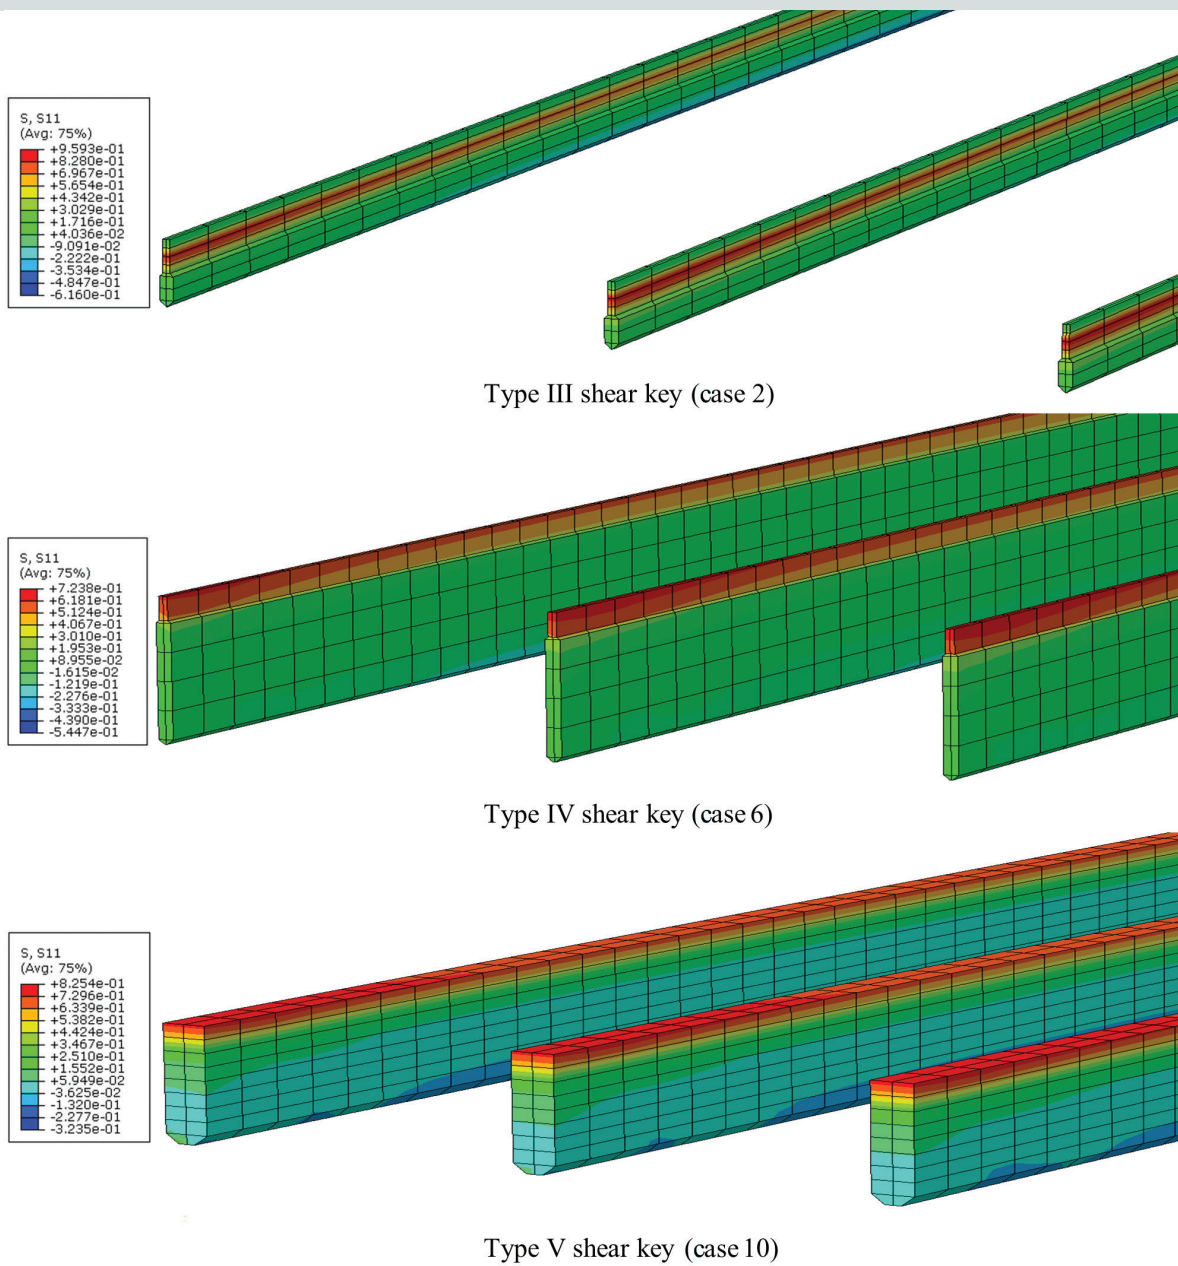 S, S11
(Avg: 75%)
+9.593e-01
+8.280e-01
+6.967e-01
+5.654e-01
+4.342e-01
+3.029e-01
+1.716e-01
+4.036e-02
-9.091e-02
-2.222e-01
-3.534e-01
-4.847e-01
-6.160e-01
Type III shear key (case 2)
S, S11
(Avg: 75%)
+7.238e-01
+6.181e-01
+5.124e-01
+4.067e-01
+3.010e-01
+1.953e-01
+8.955e-02
-1.615e-02
-1.219e-01
-2.276e-01
-3.333e-01
-4.390e-01
-5.447e-01
Type IV shear key (case 6)
S, S11
(Avg: 75%)
+8.254e-01
+7.296e-01
+6.339e-01
+5.382e-01
+4.424e-01
+3.467e-01
+2.510e-01
+1.552e-01
+5.949e-02
-3.625e-02
-1.320e-01
-2.277e-01
-3.235e-01
Type V shear key (case 10)